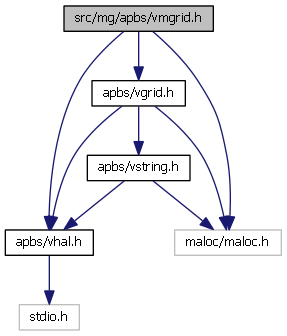 src/mg/apbs/vmgrid.h
apbs/vgrid.h
apbs/vstring.h
apbs/vhal.h
maloc/maloc.h
stdio.h